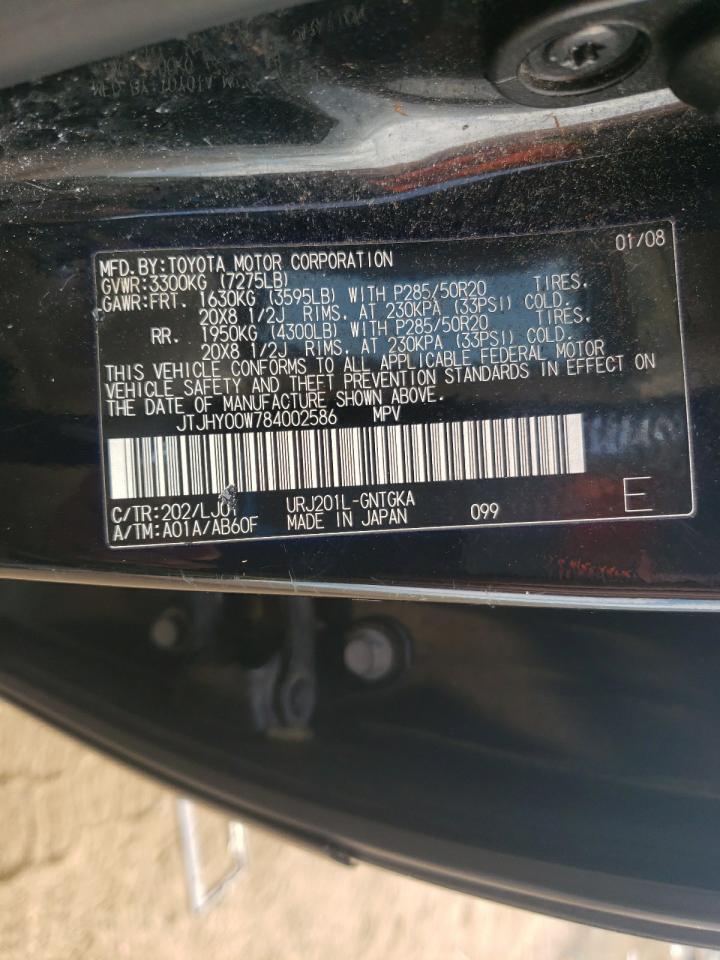 01/08
MFD.BY:TOYOTA MOTOR CORPORATION
GVWR:3300KG (7275LB)
GAWR:FRT. 1630KG (3595LB) WITH P285/50R20 TIRES.
20X8 1/2J RIMS. AT 230KPA (33PSI) COLD.
RR. 1950KG (4300LB) WITH P285/50R20 TIRES.
20X8 1/2J RIMS. AT 230KPA (33PSI) COLD.
THIS VEHICLE CONFORMS TO ALL APPLICABLE FEDERAL MOTOR
VEHICLE SAFETY AND THEFT PREVENTION STANDARDS IN EFFECT ON
THE DATE OF MANUFACTURE SHOWN ABOVE.
JTJHY00W784002586 MPV
C/TR:202/LJ01 URJ201L-GNTGKA
A/TM:A01A/AB60F MADE IN JAPAN 099 E